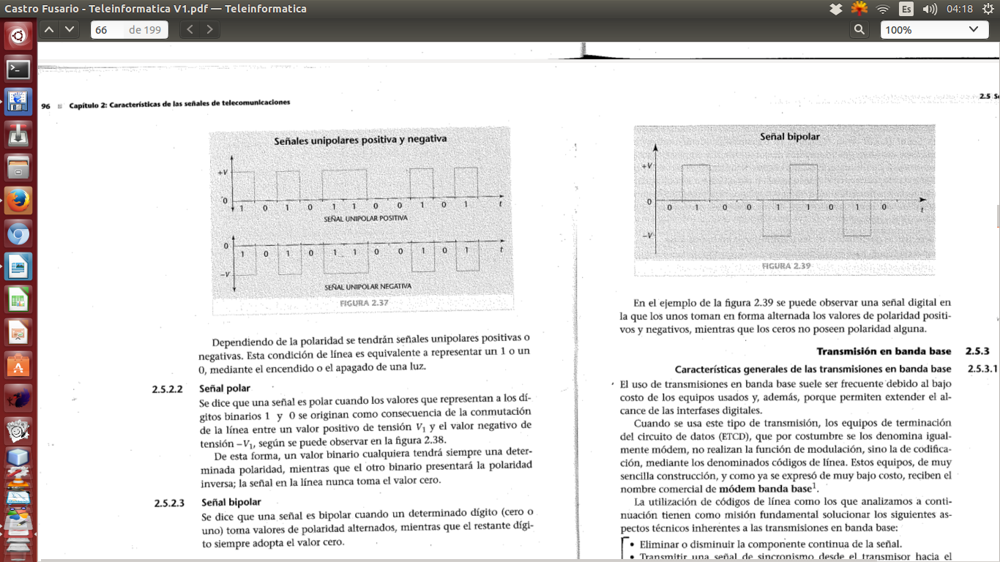 Castro Fusario - Teleinformatica V1.pdf — Teleinformatica
Es
04:18
66
de 199
100%
96 Capítulo 2: Características de las señales de telecomunicaciones
Señales unipolares positiva y negativa
+V
0
1 0 1 0 1 1 0 0 1 0 1 t
SEÑAL UNIPOLAR POSITIVA
0
1 0 1 0 1 1 0 0 1 0 1 t
–V
SEÑAL UNIPOLAR NEGATIVA
FIGURA 2.37
Dependiendo de la polaridad se tendrán señales unipolares positivas o
negativas. Esta condición de línea es equivalente a representar un 1 o un
0, mediante el encendido o el apagado de una luz.
2.5.2.2 Señal polar
Se dice que una señal es polar cuando los valores que representan a los dí-
gitos binarios 1 y 0 se originan como consecuencia de la conmutación
de la línea entre un valor positivo de tensión V1 y el valor negativo de
tensión –V1, según se puede observar en la figura 2.38.
De esta forma, un valor binario cualquiera tendrá siempre una deter-
minada polaridad, mientras que el otro binario presentará la polaridad
inversa; la señal en la línea nunca toma el valor cero.
2.5.2.3 Señal bipolar
Se dice que una señal es bipolar cuando un determinado dígito (cero o
uno) toma valores de polaridad alternados, mientras que el restante dígi-
to siempre adopta el valor cero.
2.5 S
Señal bipolar
+V
0
0 1 0 0 1 1 0 1 0 t
–V
FIGURA 2.39
En el ejemplo de la figura 2.39 se puede observar una señal digital en
la que los unos toman en forma alternada los valores de polaridad positi-
vos y negativos, mientras que los ceros no poseen polaridad alguna.
Transmisión en banda base 2.5.3
Características generales de las transmisiones en banda base 2.5.3.1
El uso de transmisiones en banda base suele ser frecuente debido al bajo
costo de los equipos usados y, además, porque permiten extender el al-
cance de las interfases digitales.
Cuando se usa este tipo de transmisión, los equipos de terminación
del circuito de datos (ETCD), que por costumbre se los denomina igual-
mente módem, no realizan la función de modulación, sino la de codifica-
ción, mediante los denominados códigos de línea. Estos equipos, de muy
sencilla construcción, y como ya se expresó de muy bajo costo, reciben el
nombre comercial de módem banda base1.
La utilización de códigos de línea como los que analizamos a conti-
nuación tienen como misión fundamental solucionar los siguientes as-
pectos técnicos inherentes a las transmisiones en banda base:
• Eliminar o disminuir la componente continua de la señal.
• Transmitir una señal de sincronismo desde el transmisor hacia el